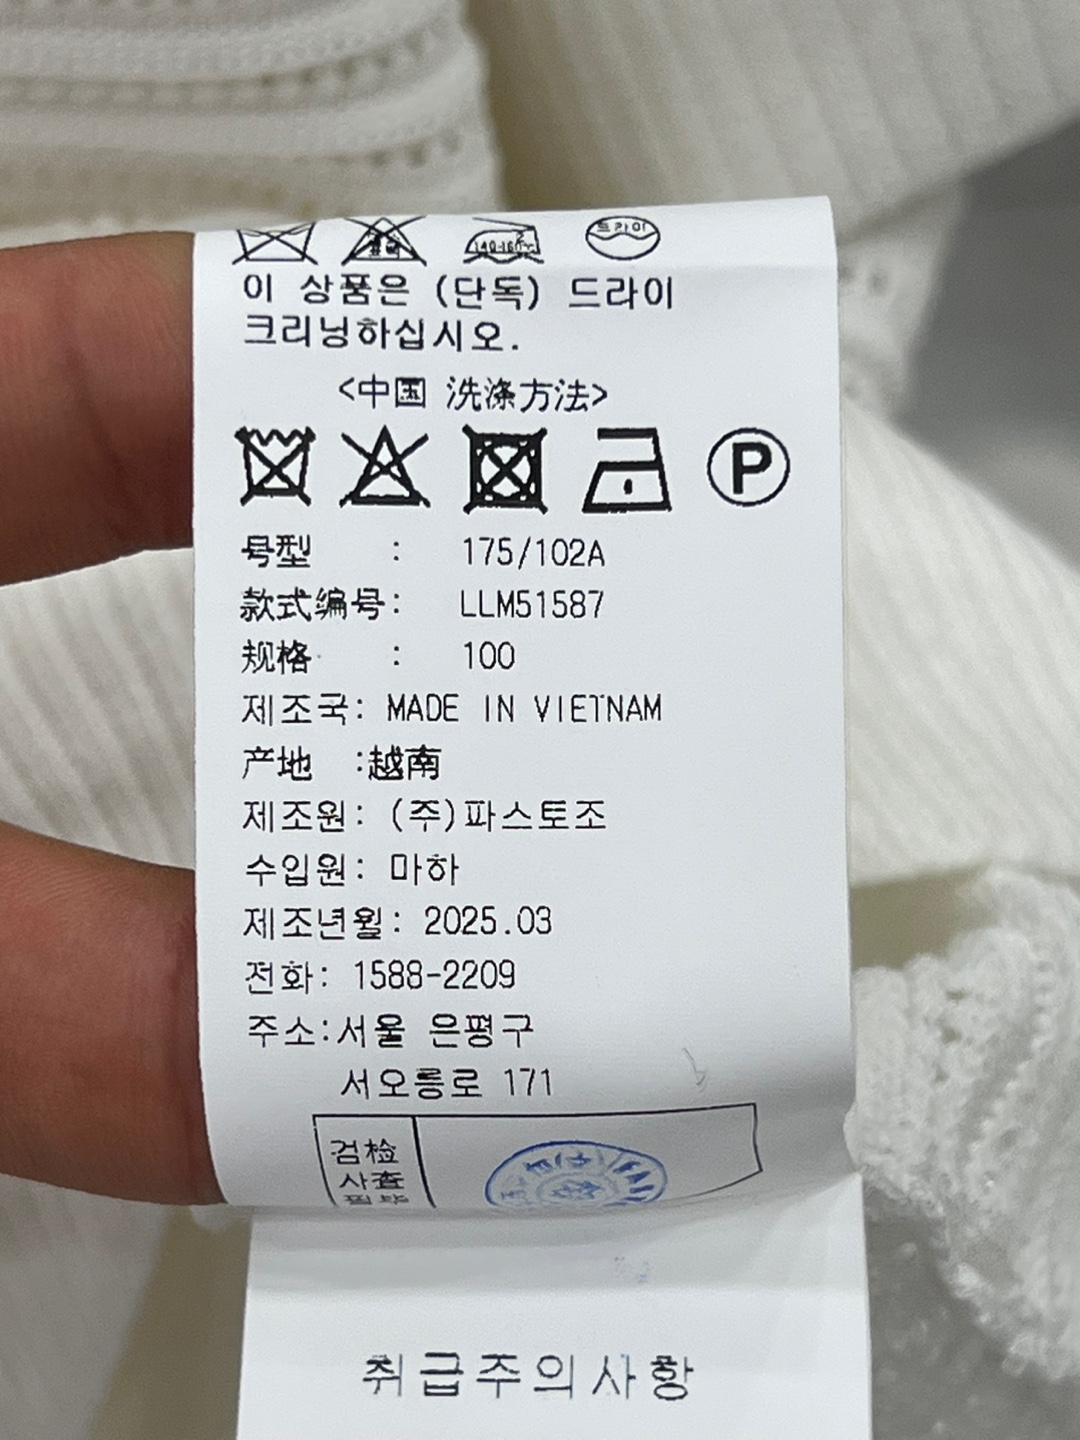 140-160℃
드라이
이 상품은 (단독) 드라이
크리닝하십시오.
<中国 洗涤方法>
P
号型 : 175/102A
款式编号: LLM51587
规格 : 100
제조국: MADE IN VIETNAM
产地 :越南
제조원: (주)파스토조
수입원: 마하
제조년월: 2025.03
전화: 1588-2209
주소:서울 은평구
서오릉로 171
검检
사查
필畢
취급주의사항